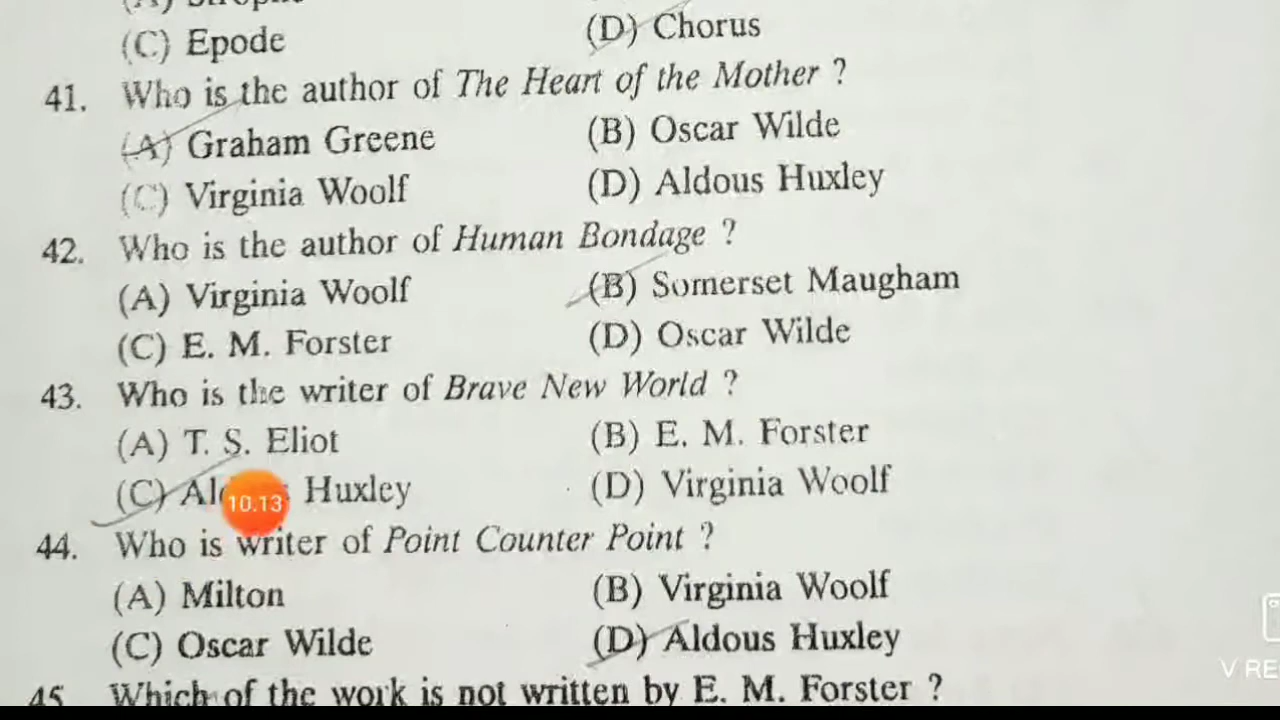 (D) Chorus
(C) Epode
41. Who is the author of The Heart of the Mother ?
(A) Graham Greene (B) Oscar Wilde
(C) Virginia Woolf (D) Aldous Huxley
42. Who is the author of Human Bondage ?
(A) Virginia Woolf (B) Somerset Maugham
(C) E. M. Forster (D) Oscar Wilde
43. Who is the writer of Brave New World ?
(A) T. S. Eliot (B) E. M. Forster
(C) Huxley (D) Virginia Woolf
10.13
44. Who is writer of Point Counter Point ?
(A) Milton (B) Virginia Woolf
(C) Oscar Wilde (D) Aldous Huxley
V RE
45. Which of the work is not written by E. M. Forster ?